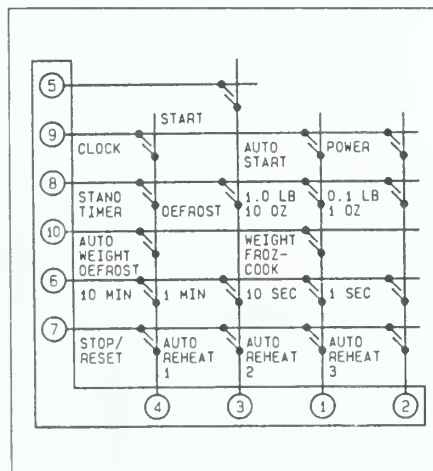 5
START
9
CLOCK
AUTO
START
POWER
8
STAND
TIMER
DEFROST
1.0 LB
10 OZ
0.1 LB
1 OZ
10
AUTO
WEIGHT
DEFROST
WEIGHT
FROZ-
COOK
6
10 MIN
1 MIN
10 SEC
1 SEC
7
STOP/
RESET
AUTO
REHEAT
1
AUTO
REHEAT
2
AUTO
REHEAT
3
4
3
1
2